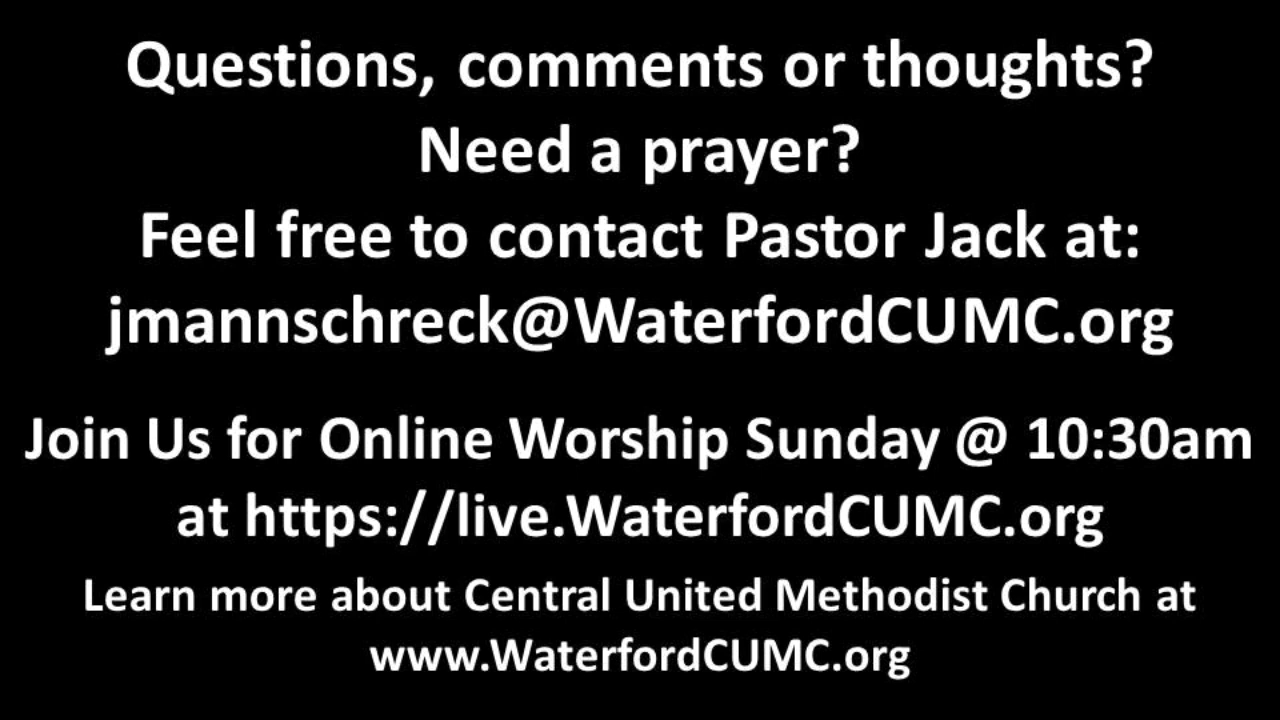 Questions, comments or thoughts?
Need a prayer?
Feel free to contact Pastor Jack at:
jmannschreck@WaterfordCUMC.org
Join Us for Online Worship Sunday @ 10:30am
at https://live.WaterfordCUMC.org
Learn more about Central United Methodist Church at
www.WaterfordCUMC.org